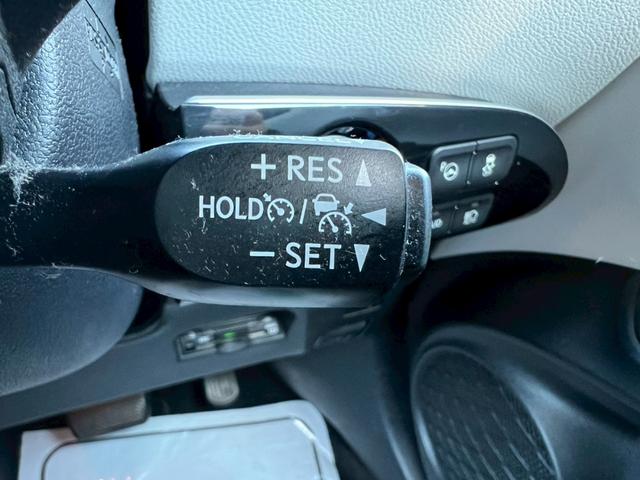 + RES
HOLD /
- SET